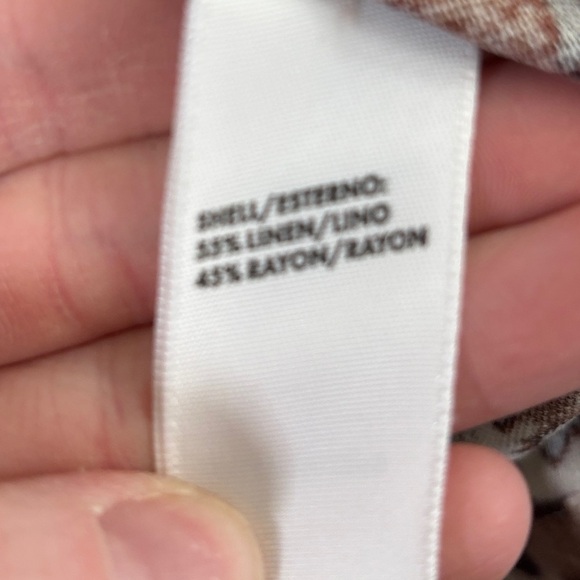 SHELL/ESTERNO:
55% LINEN/LINO
45% RAYON/RAYON